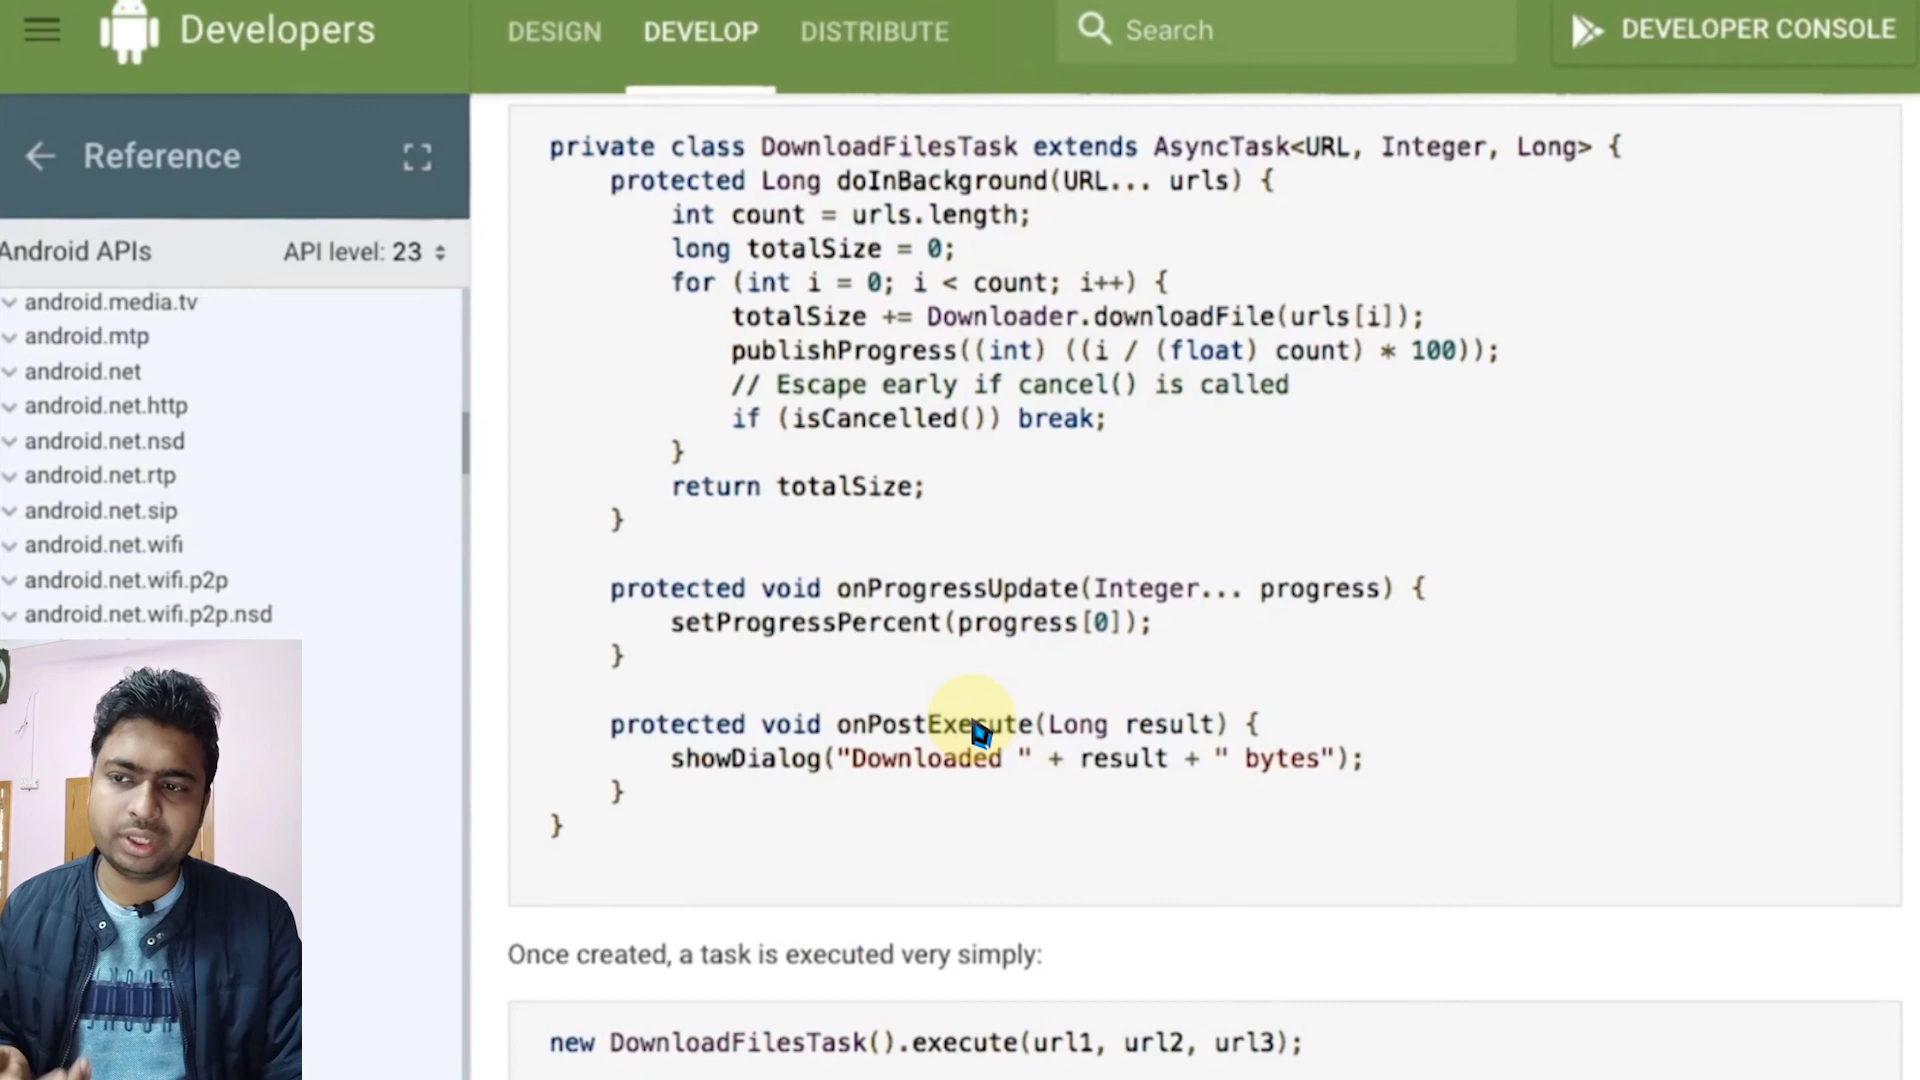 Developers
DESIGN DEVELOP DISTRIBUTE
Search
DEVELOPER CONSOLE
Reference
Android APIs
API level: 23
android.media.tv
android.mtp
android.net
android.net.http
android.net.nsd
android.net.rtp
android.net.sip
android.net.wifi
android.net.wifi.p2p
android.net.wifi.p2p.nsd
private class DownloadFilesTask extends AsyncTask<URL, Integer, Long> {
protected Long doInBackground(URL... urls) {
int count = urls.length;
long totalSize = 0;
for (int i = 0; i < count; i++) {
totalSize += Downloader.downloadFile(urls[i]);
publishProgress((int) ((i / (float) count) * 100));
// Escape early if cancel() is called
if (isCancelled()) break;
}
return totalSize;
}
protected void onProgressUpdate(Integer... progress) {
setProgressPercent(progress[0]);
}
protected void onPostExecute(Long result) {
showDialog("Downloaded " + result + " bytes");
}
}
Once created, a task is executed very simply:
new DownloadFilesTask().execute(url1, url2, url3);